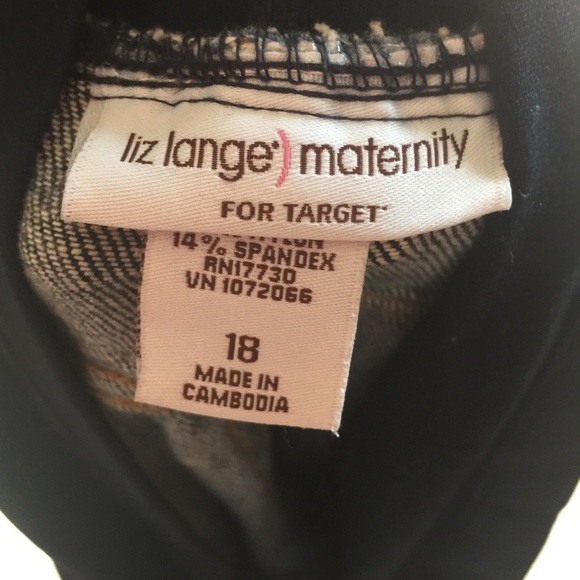 liz lange) maternity
FOR TARGET
14% SPANDEX
RN17730
VN 1072066
18
MADE IN
CAMBODIA